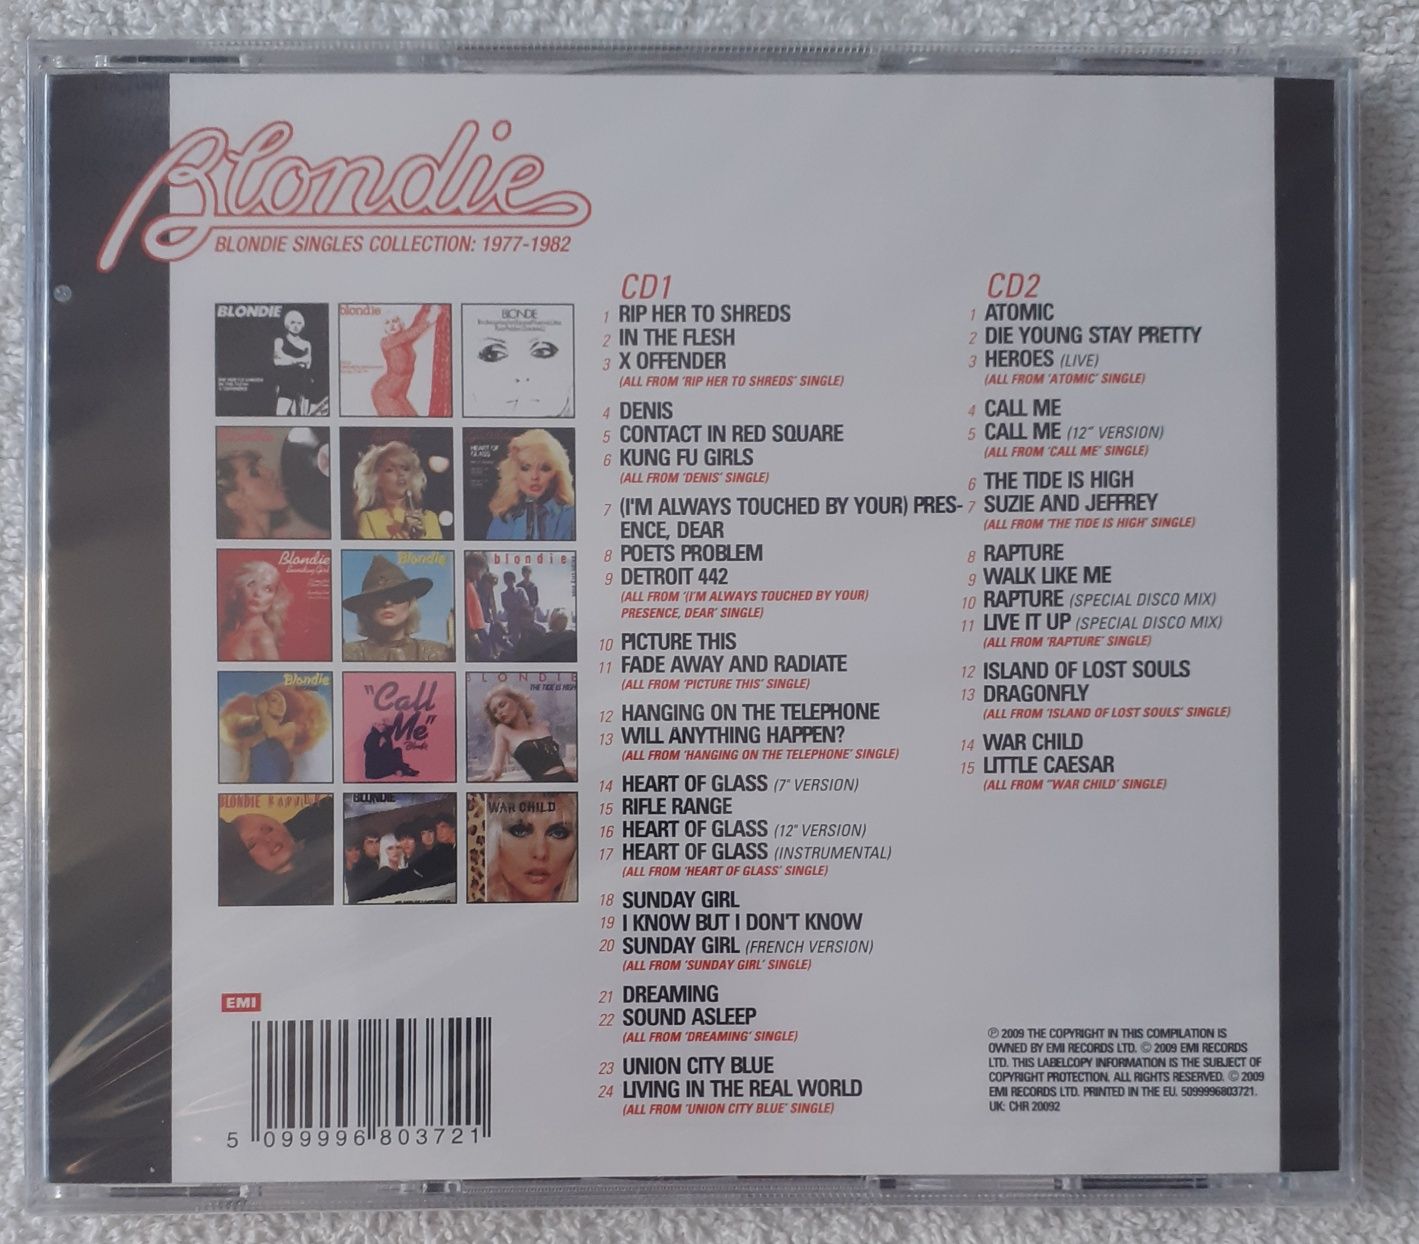 Blondie
BLONDIE SINGLES COLLECTION: 1977-1982
BLONDIE
blondie
BLONDIE
Blondie
HEART OF
GLASS
Blondie
Sunday Girl
Blondie
blondie
Blondie
"Call
Me"
Blondie
BLONDIE
THE TIDE IS HIGH
BLONDIE
BLONDIE
WAR CHILD
CD1
1 RIP HER TO SHREDS
2 IN THE FLESH
3 X OFFENDER
(ALL FROM 'RIP HER TO SHREDS' SINGLE)
4 DENIS
5 CONTACT IN RED SQUARE
6 KUNG FU GIRLS
(ALL FROM 'DENIS' SINGLE)
7 (I'M ALWAYS TOUCHED BY YOUR) PRES-
ENCE, DEAR
8 POETS PROBLEM
9 DETROIT 442
(ALL FROM '(I'M ALWAYS TOUCHED BY YOUR)
PRESENCE, DEAR' SINGLE)
10 PICTURE THIS
11 FADE AWAY AND RADIATE
(ALL FROM 'PICTURE THIS' SINGLE)
12 HANGING ON THE TELEPHONE
13 WILL ANYTHING HAPPEN?
(ALL FROM 'HANGING ON THE TELEPHONE' SINGLE)
14 HEART OF GLASS (7" VERSION)
15 RIFLE RANGE
16 HEART OF GLASS (12" VERSION)
17 HEART OF GLASS (INSTRUMENTAL)
(ALL FROM 'HEART OF GLASS' SINGLE)
18 SUNDAY GIRL
19 I KNOW BUT I DON'T KNOW
20 SUNDAY GIRL (FRENCH VERSION)
(ALL FROM 'SUNDAY GIRL' SINGLE)
21 DREAMING
22 SOUND ASLEEP
(ALL FROM 'DREAMING' SINGLE)
23 UNION CITY BLUE
24 LIVING IN THE REAL WORLD
(ALL FROM 'UNION CITY BLUE' SINGLE)
CD2
1 ATOMIC
2 DIE YOUNG STAY PRETTY
3 HEROES (LIVE)
(ALL FROM 'ATOMIC' SINGLE)
4 CALL ME
5 CALL ME (12" VERSION)
(ALL FROM 'CALL ME' SINGLE)
6 THE TIDE IS HIGH
7 SUZIE AND JEFFREY
(ALL FROM 'THE TIDE IS HIGH' SINGLE)
8 RAPTURE
9 WALK LIKE ME
10 RAPTURE (SPECIAL DISCO MIX)
11 LIVE IT UP (SPECIAL DISCO MIX)
(ALL FROM 'RAPTURE' SINGLE)
12 ISLAND OF LOST SOULS
13 DRAGONFLY
(ALL FROM 'ISLAND OF LOST SOULS' SINGLE)
14 WAR CHILD
15 LITTLE CAESAR
(ALL FROM "WAR CHILD' SINGLE)
EMI
5 099996 803721
℗ 2009 THE COPYRIGHT IN THIS COMPILATION IS
OWNED BY EMI RECORDS LTD. © 2009 EMI RECORDS
LTD. THIS LABELCOPY INFORMATION IS THE SUBJECT OF
COPYRIGHT PROTECTION. ALL RIGHTS RESERVED. © 2009
EMI RECORDS LTD. PRINTED IN THE EU. 5099996803721.
UK: CHR 20092